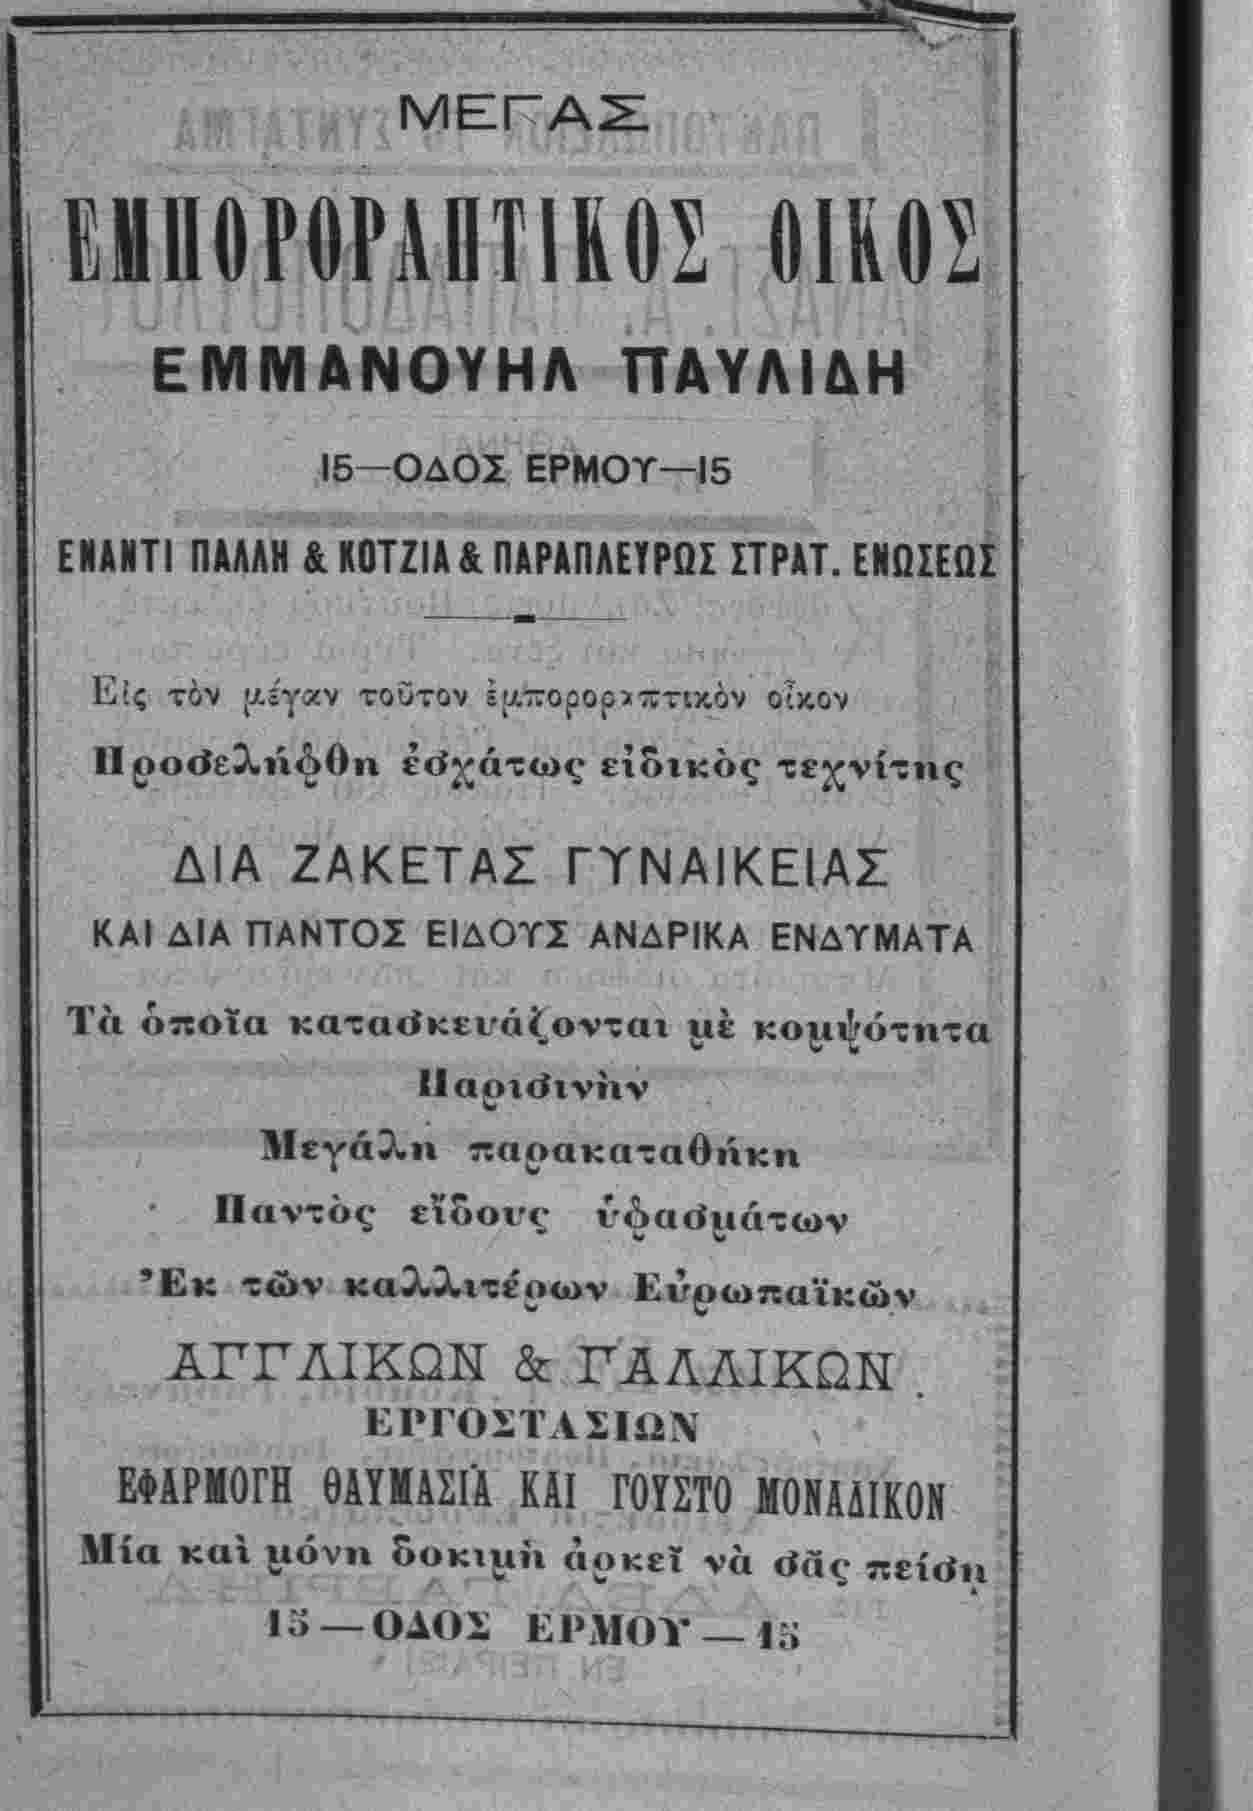 ΜΕΓΑΣ
ΕΜΠΟΡΟΡΑΠΤΙΚΟΣ ΟΙΚΟΣ
ΕΜΜΑΝΟΥΗΛ ΠΑΥΛΙΔΗ
15—ΟΔΟΣ ΕΡΜΟΥ—15
ΕΝΑΝΤΙ ΠΑΛΛΗ & ΚΟΤΖΙΑ & ΠΑΡΑΠΛΕΥΡΩΣ ΣΤΡΑΤ. ΕΝΩΣΕΩΣ
Εἰς τὸν μέγαν τοῦτον ἐμποροραπτικὸν οἶκον
Προσελήφθη ἐσχάτως εἰδικὸς τεχνίτης
ΔΙΑ ΖΑΚΕΤΑΣ ΓΥΝΑΙΚΕΙΑΣ
ΚΑΙ ΔΙΑ ΠΑΝΤΟΣ ΕΙΔΟΥΣ ΑΝΔΡΙΚΑ ΕΝΔΥΜΑΤΑ
Τὰ ὁποῖα κατασκευάζονται μὲ κομψότητα
Παρισινὴν
Μεγάλη παρακαταθήκη
Παντὸς εἴδους ὑφασμάτων
Ἐκ τῶν καλλιτέρων Εὐρωπαϊκῶν
ΑΓΓΛΙΚΩΝ & ΓΑΛΛΙΚΩΝ
ΕΡΓΟΣΤΑΣΙΩΝ
ΕΦΑΡΜΟΓΗ ΘΑΥΜΑΣΙΑ ΚΑΙ ΓΟΥΣΤΟ ΜΟΝΑΔΙΚΟΝ
Μία καὶ μόνη δοκιμὴ ἀρκεῖ νὰ σᾶς πείσῃ
15—ΟΔΟΣ ΕΡΜΟΥ—15